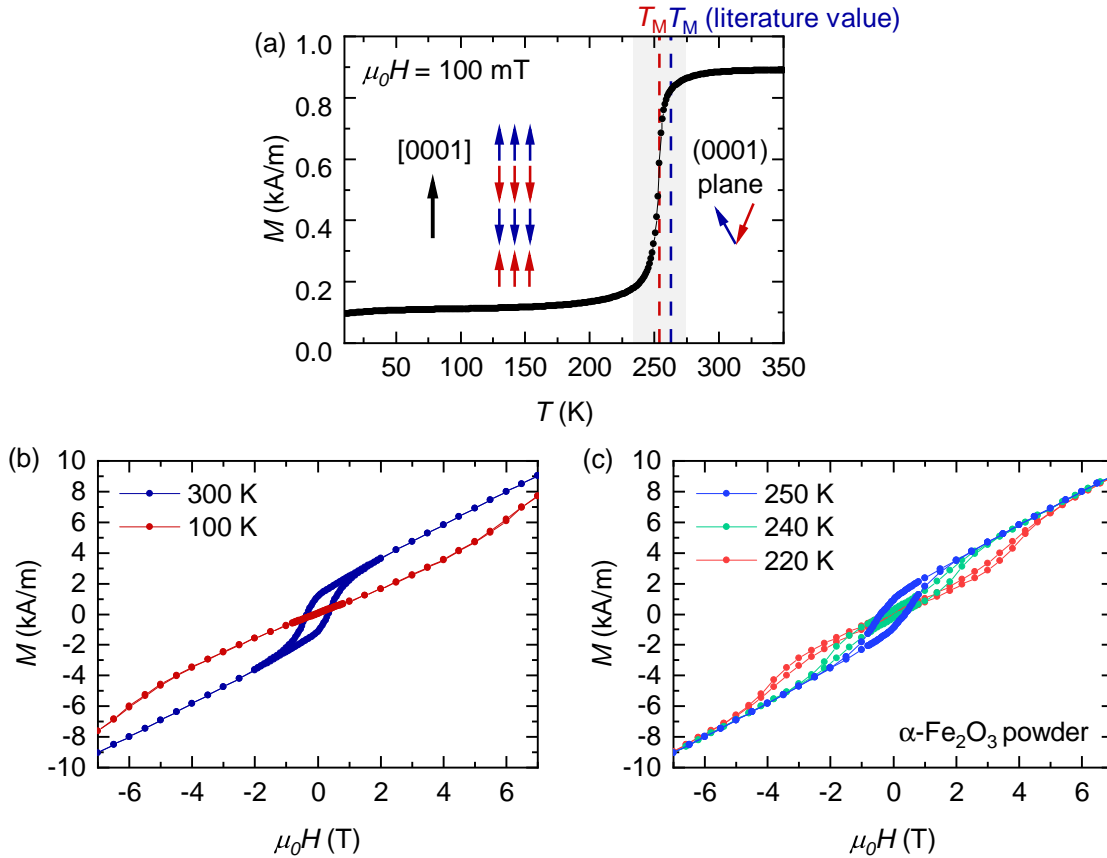 T_M T_M (literature value)
(a)
1.0
0.8
0.6
0.4
0.2
0.0
M (kA/m)
μ₀H = 100 mT
[0001]
(0001)
plane
50 100 150 200 250 300 350
T (K)
(b)
10
8
6
4
2
0
-2
-4
-6
-8
-10
M (kA/m)
300 K
100 K
-6 -4 -2 0 2 4 6
μ₀H (T)
(c)
10
8
6
4
2
0
-2
-4
-6
-8
-10
M (kA/m)
250 K
240 K
220 K
α-Fe₂O₃ powder
-6 -4 -2 0 2 4 6
μ₀H (T)